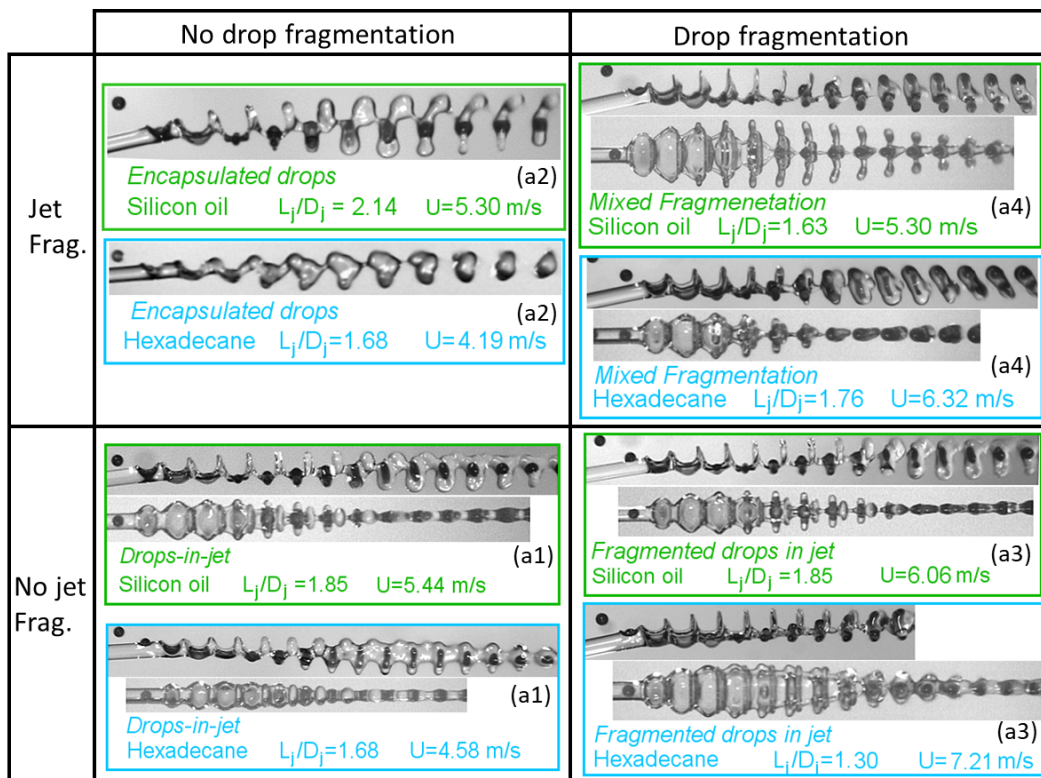 No drop fragmentation
Drop fragmentation
Jet
Frag.
(a2)
Encapsulated drops
Silicon oil L_j/D_j = 2.14 U=5.30 m/s
Encapsulated drops
(a2)
Hexadecane L_j/D_j=1.68 U=4.19 m/s
(a4)
Mixed Fragmenetation
Silicon oil L_j/D_j=1.63 U=5.30 m/s
(a4)
Mixed Fragmentation
Hexadecane L_j/D_j=1.76 U=6.32 m/s
No jet
Frag.
Drops-in-jet
(a1)
Silicon oil L_j/D_j =1.85 U=5.44 m/s
(a1)
Drops-in-jet
Hexadecane L_j/D_j=1.68 U=4.58 m/s
Fragmented drops in jet
(a3)
Silicon oil L_j/D_j =1.85 U=6.06 m/s
Fragmented drops in jet
(a3)
Hexadecane L_j/D_j=1.30 U=7.21 m/s